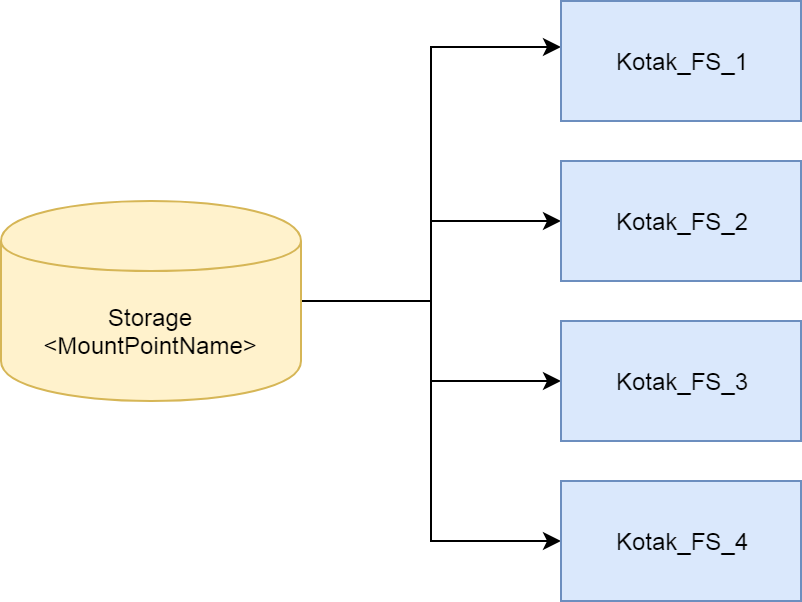 Kotak_FS_1
Kotak_FS_2
Storage
<MountPointName>
Kotak_FS_3
Kotak_FS_4